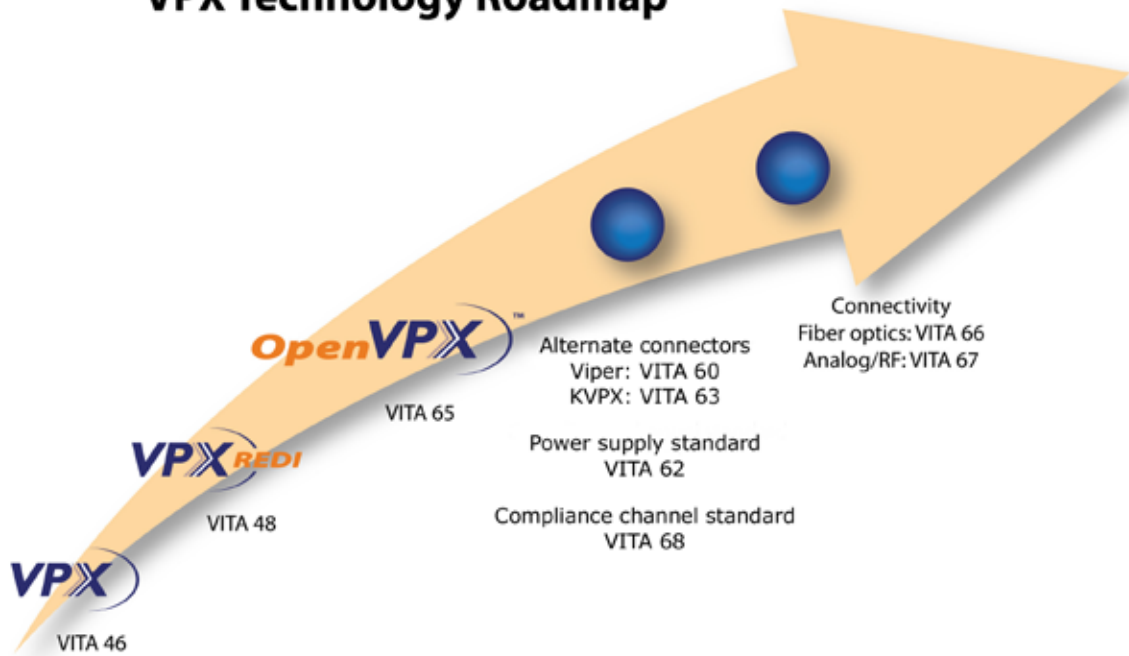 VPX Technology Roadmap
OpenVPX™
Alternate connectors
Viper: VITA 60
KVPX: VITA 63
Power supply standard
VITA 62
Compliance channel standard
VITA 68
Connectivity
Fiber optics: VITA 66
Analog/RF: VITA 67
VITA 65
VPX REDI
VITA 48
VPX
VITA 46